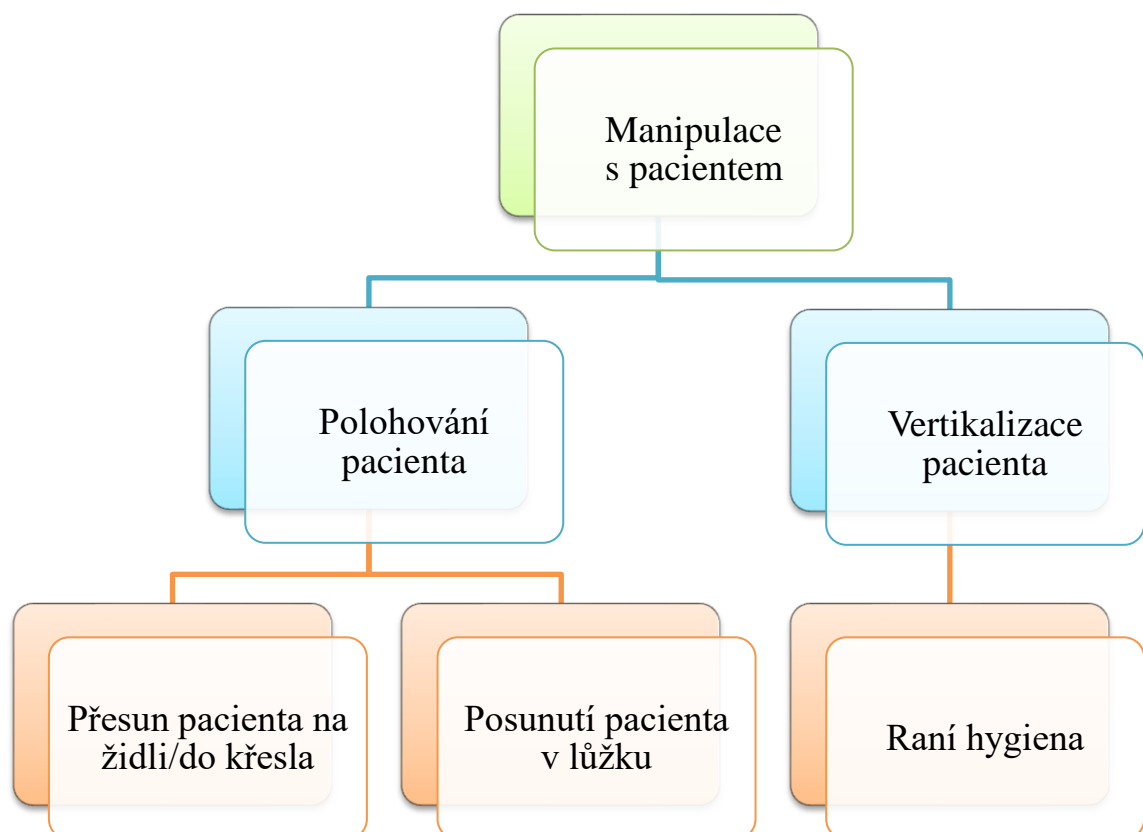 Manipulace
s pacientem
Polohování
pacienta
Vertikalizace
pacienta
Přesun pacienta na
židli/do křesla
Posunutí pacienta
v lůžku
Raní hygiena